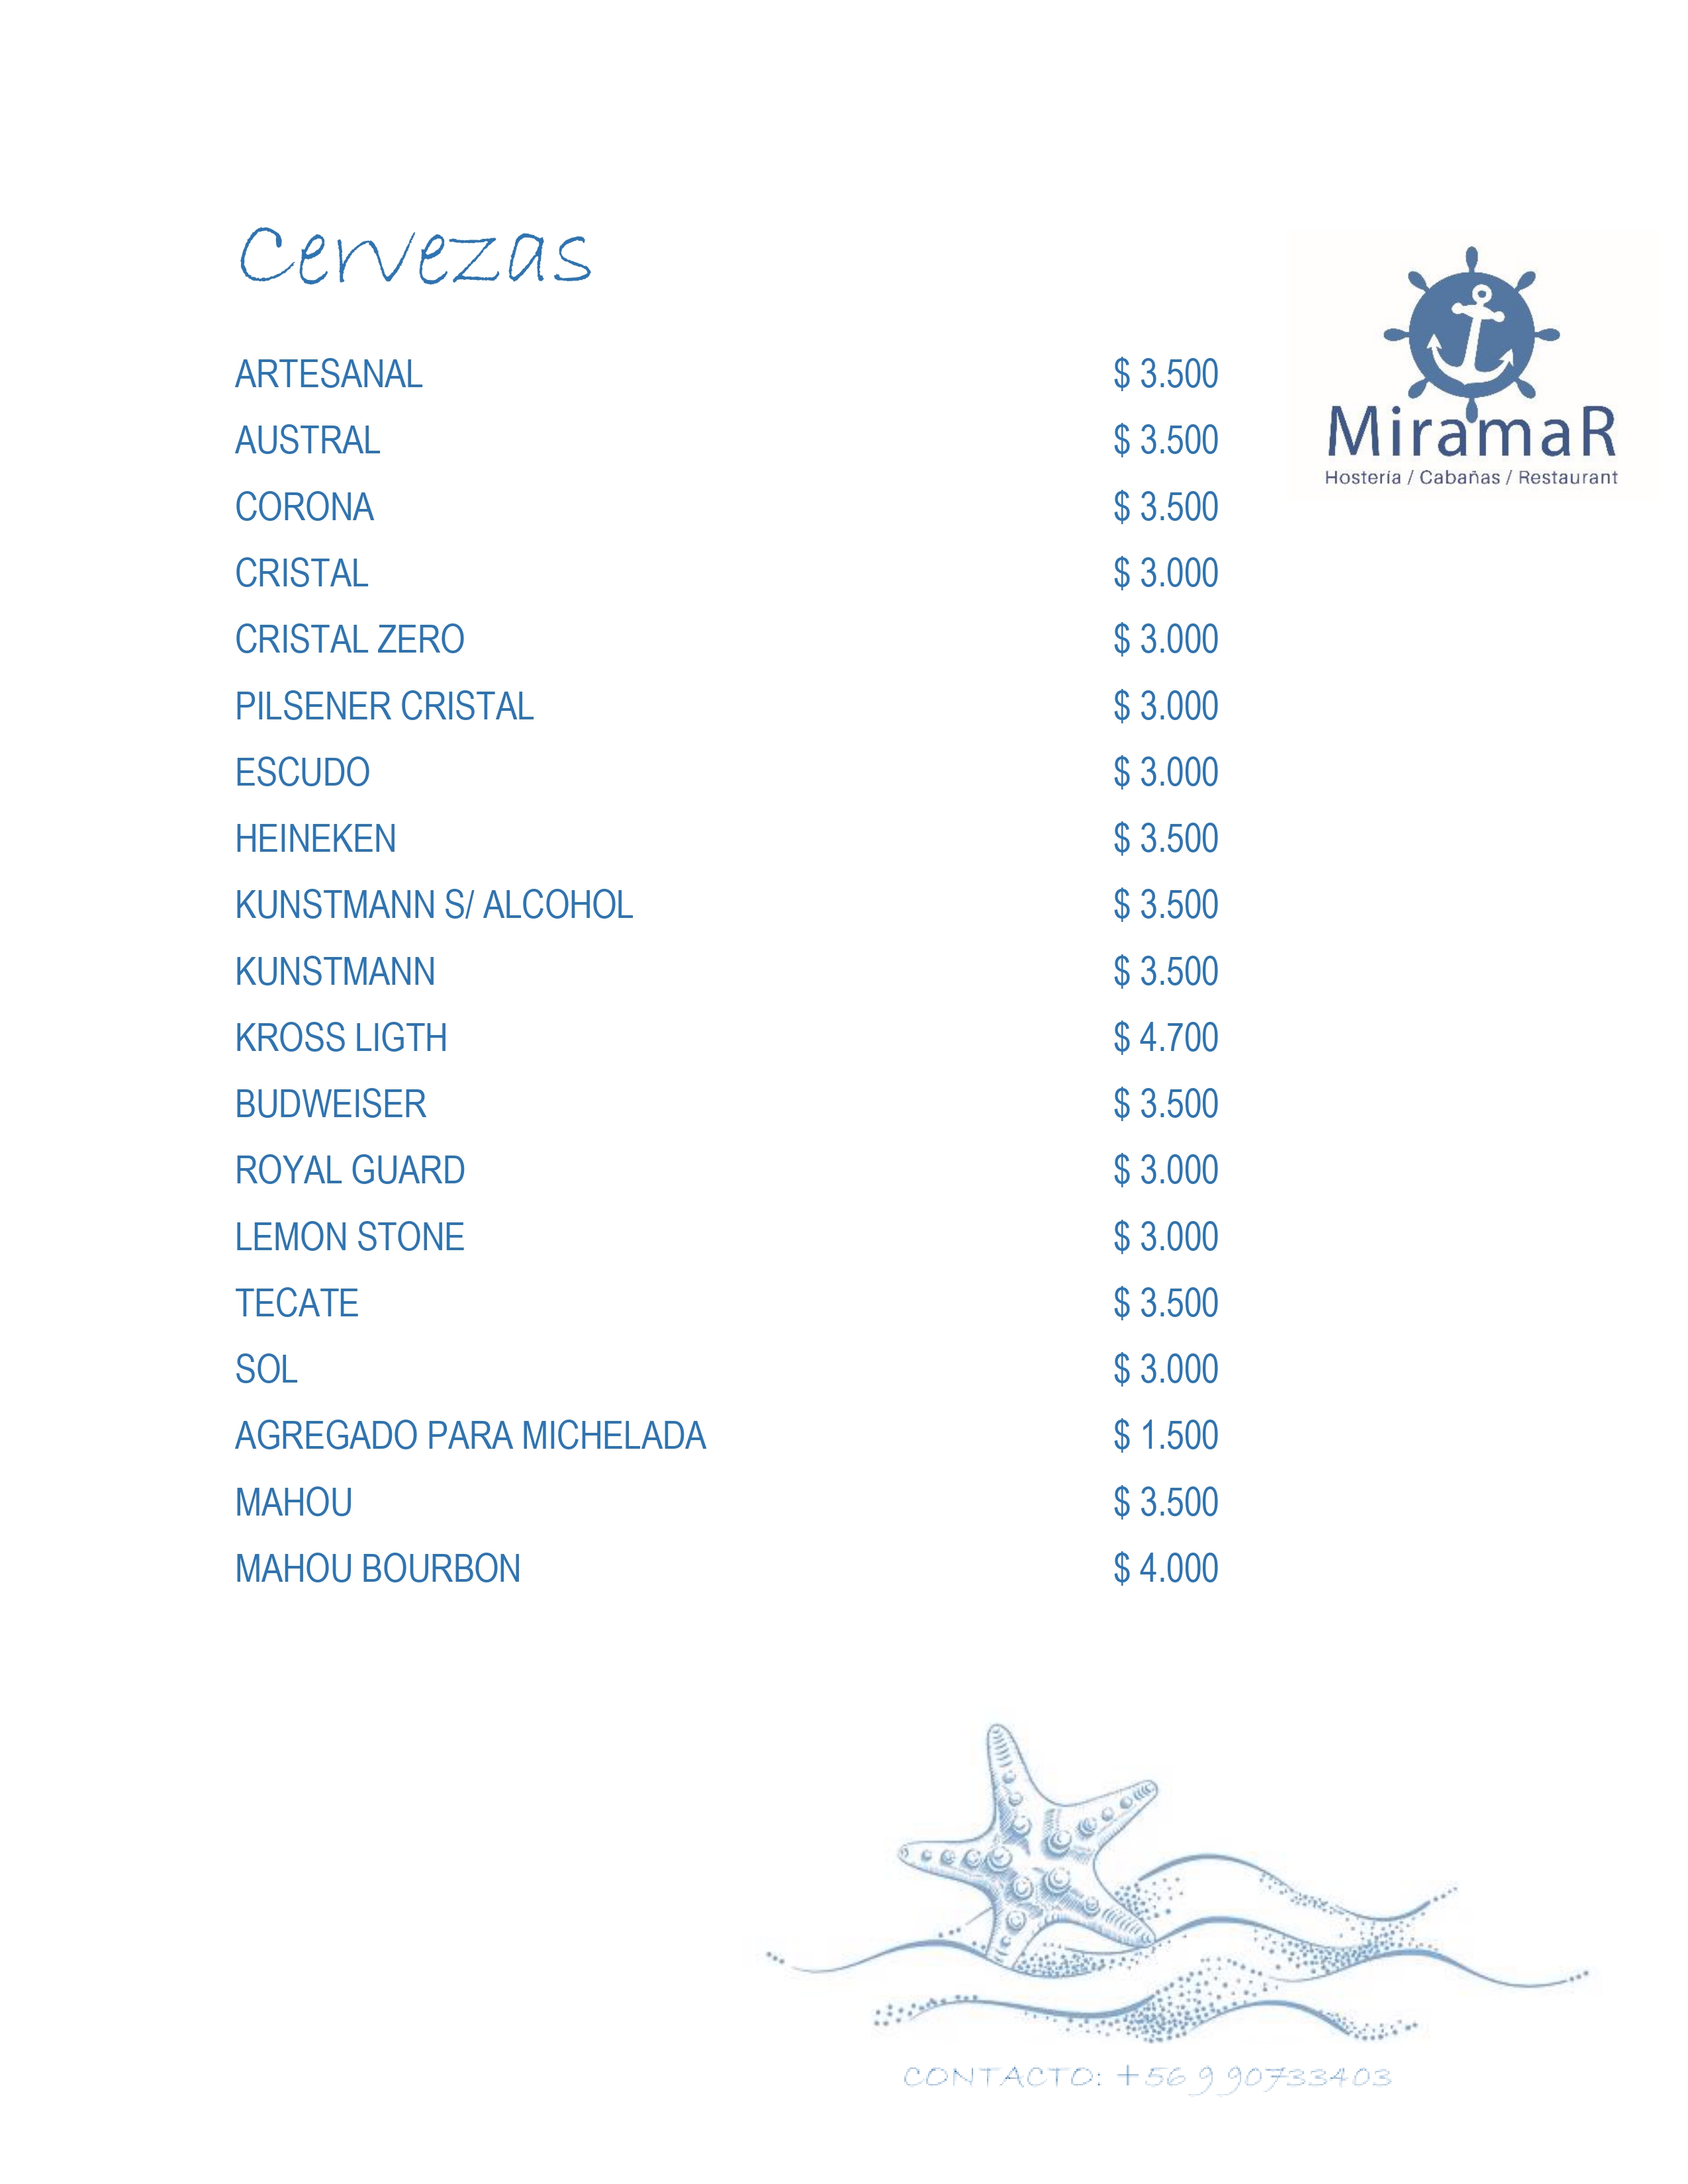 Cervezas
MiramaR
Hostería / Cabañas / Restaurant
ARTESANAL $ 3.500
AUSTRAL $ 3.500
CORONA $ 3.500
CRISTAL $ 3.000
CRISTAL ZERO $ 3.000
PILSENER CRISTAL $ 3.000
ESCUDO $ 3.000
HEINEKEN $ 3.500
KUNSTMANN S/ ALCOHOL $ 3.500
KUNSTMANN $ 3.500
KROSS LIGTH $ 4.700
BUDWEISER $ 3.500
ROYAL GUARD $ 3.000
LEMON STONE $ 3.000
TECATE $ 3.500
SOL $ 3.000
AGREGADO PARA MICHELADA $ 1.500
MAHOU $ 3.500
MAHOU BOURBON $ 4.000
CONTACTO: +56 9 90733403